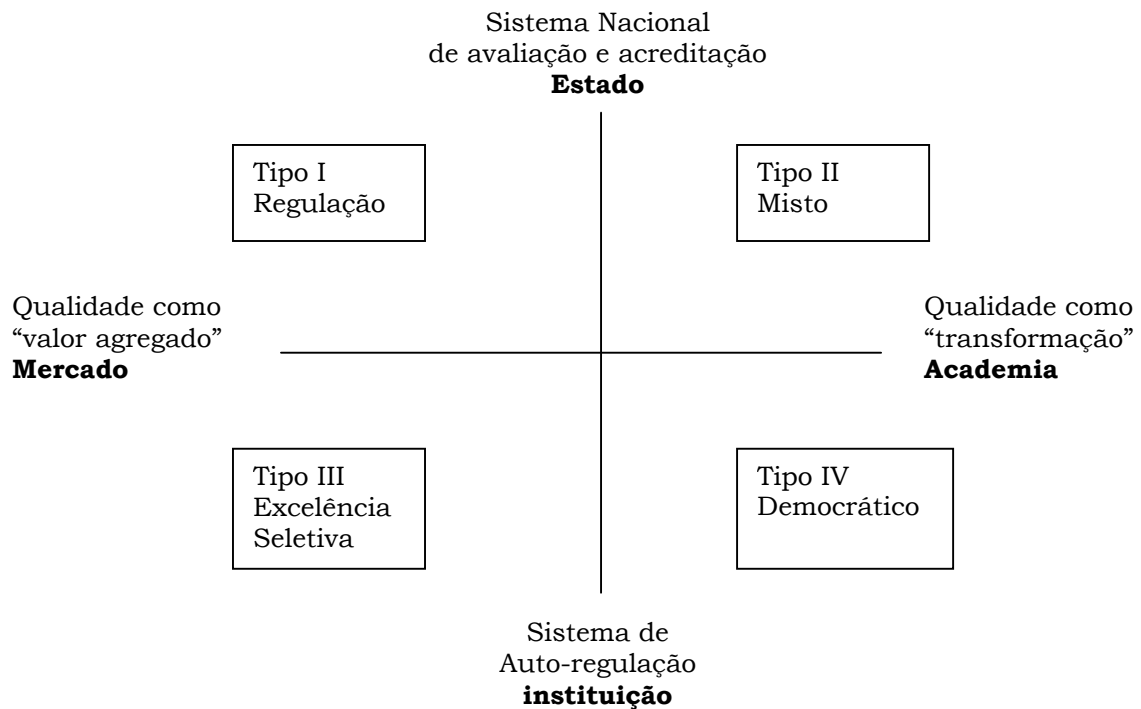 Sistema Nacional
de avaliação e acreditação
Estado
Tipo I
Regulação
Tipo II
Misto
Qualidade como
“valor agregado”
Mercado
Qualidade como
“transformação”
Academia
Tipo III
Excelência
Seletiva
Tipo IV
Democrático
Sistema de
Auto-regulação
instituição